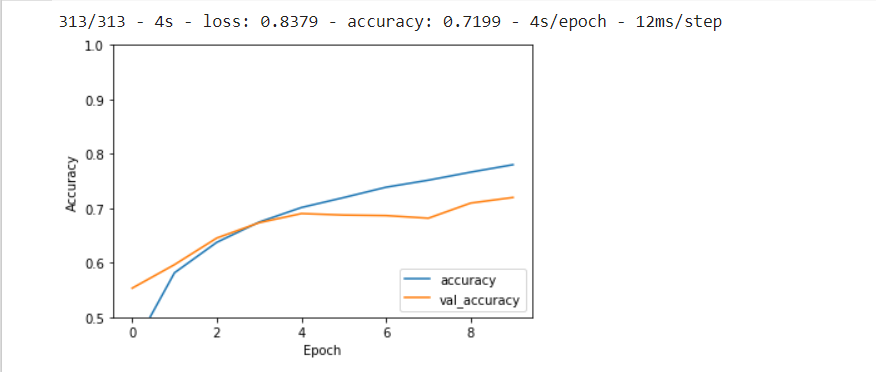 313/313 - 4s - loss: 0.8379 - accuracy: 0.7199 - 4s/epoch - 12ms/step
1.0
0.9
0.8
0.7
0.6
0.5
Accuracy
accuracy
val_accuracy
0 2 4 6 8
Epoch